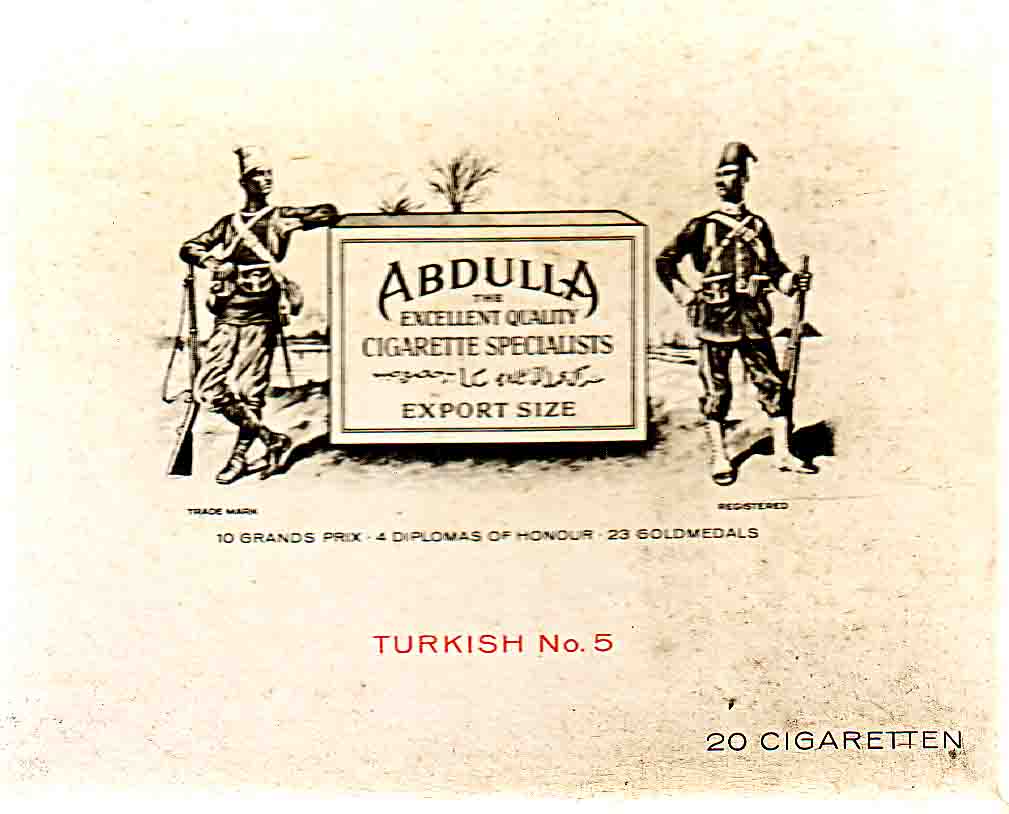 ABDULLA
THE
EXCELLENT QUALITY
CIGARETTE SPECIALISTS
EXPORT SIZE
TRADE MARK
REGISTERED
10 GRANDS PRIX · 4 DIPLOMAS OF HONOUR · 23 GOLDMEDALS
TURKISH No. 5
20 CIGARETTEN